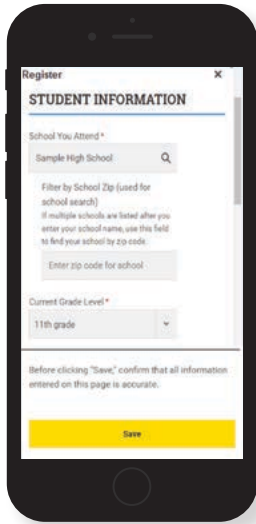 Register ×
STUDENT INFORMATION
School You Attend *
Sample High School
Filter by School Zip (used for
school search)
If multiple schools are listed after you
enter your school name, use this field
to find your school by zip code.
Enter zip code for school
Current Grade Level *
11th grade
Before clicking "Save," confirm that all information
entered on this page is accurate.
Save